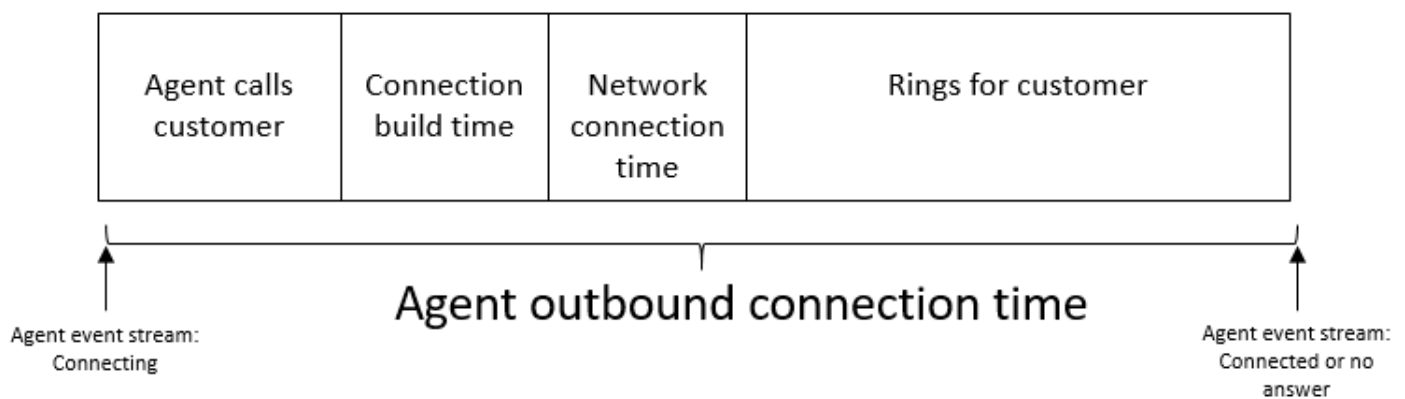 Agent calls
customer
Connection
build time
Network
connection
time
Rings for customer
Agent outbound connection time
Agent event stream:
Connecting
Agent event stream:
Connected or no
answer